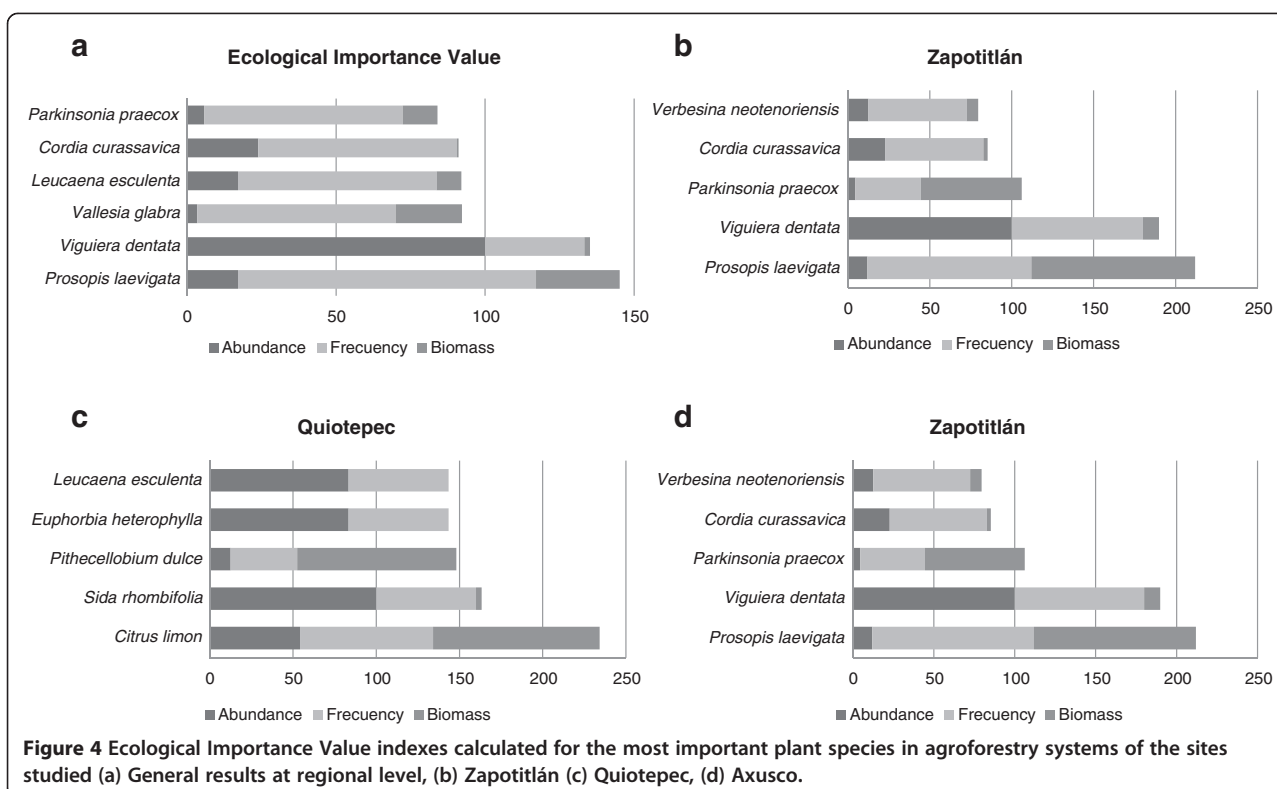 a
Ecological Importance Value
Parkinsonia praecox
Cordia curassavica
Leucaena esculenta
Vallesia glabra
Viguiera dentata
Prosopis laevigata
0 50 100 150
Abundance Frecuency Biomass
b
Zapotitlán
Verbesina neotenoriensis
Cordia curassavica
Parkinsonia praecox
Viguiera dentata
Prosopis laevigata
0 50 100 150 200 250
Abundance Frecuency Biomass
c
Quiotepec
Leucaena esculenta
Euphorbia heterophylla
Pithecellobium dulce
Sida rhombifolia
Citrus limon
0 50 100 150 200 250
Abundance Frecuency Biomass
d
Zapotitlán
Verbesina neotenoriensis
Cordia curassavica
Parkinsonia praecox
Viguiera dentata
Prosopis laevigata
0 50 100 150 200 250
Abundance Frecuency Biomass
Figure 4 Ecological Importance Value indexes calculated for the most important plant species in agroforestry systems of the sites
studied (a) General results at regional level, (b) Zapotitlán (c) Quiotepec, (d) Axusco.